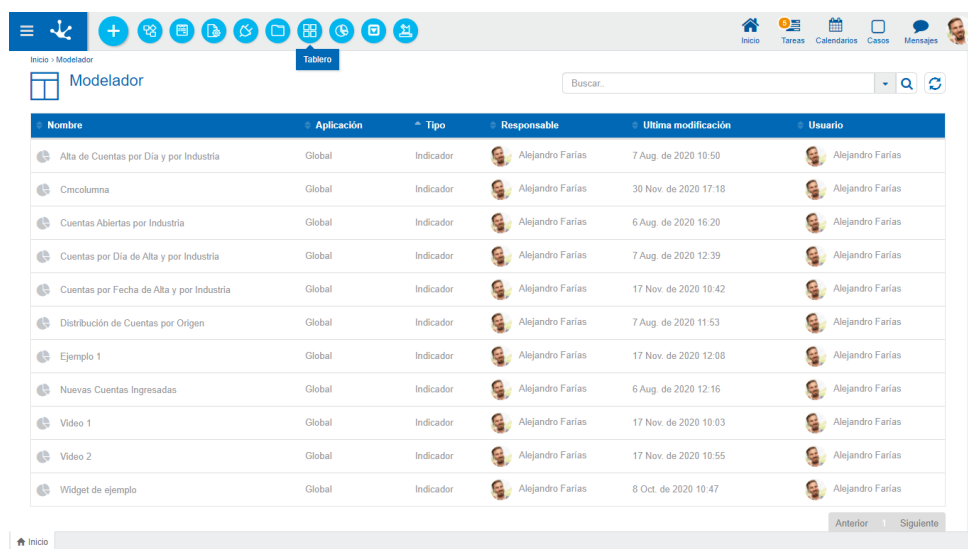 5
Inicio
Tareas
Calendarios
Casos
Mensajes
Inicio > Modelador
Tablero
Modelador
Buscar..
Nombre Aplicación Tipo Responsable Ultima modificación Usuario
Alta de Cuentas por Día y por Industria Global Indicador Alejandro Farías 7 Aug. de 2020 10:50 Alejandro Farías
Cmcolumna Global Indicador Alejandro Farías 30 Nov. de 2020 17:18 Alejandro Farías
Cuentas Abiertas por Industria Global Indicador Alejandro Farías 6 Aug. de 2020 16:20 Alejandro Farías
Cuentas por Día de Alta y por Industria Global Indicador Alejandro Farías 7 Aug. de 2020 12:39 Alejandro Farías
Cuentas por Fecha de Alta y por Industria Global Indicador Alejandro Farías 17 Nov. de 2020 10:42 Alejandro Farías
Distribución de Cuentas por Origen Global Indicador Alejandro Farías 7 Aug. de 2020 11:53 Alejandro Farías
Ejemplo 1 Global Indicador Alejandro Farías 17 Nov. de 2020 12:08 Alejandro Farías
Nuevas Cuentas Ingresadas Global Indicador Alejandro Farías 6 Aug. de 2020 12:16 Alejandro Farías
Video 1 Global Indicador Alejandro Farías 17 Nov. de 2020 10:03 Alejandro Farías
Video 2 Global Indicador Alejandro Farías 17 Nov. de 2020 10:55 Alejandro Farías
Widget de ejemplo Global Indicador Alejandro Farías 8 Oct. de 2020 10:47 Alejandro Farías
Anterior 1 Siguiente
Inicio